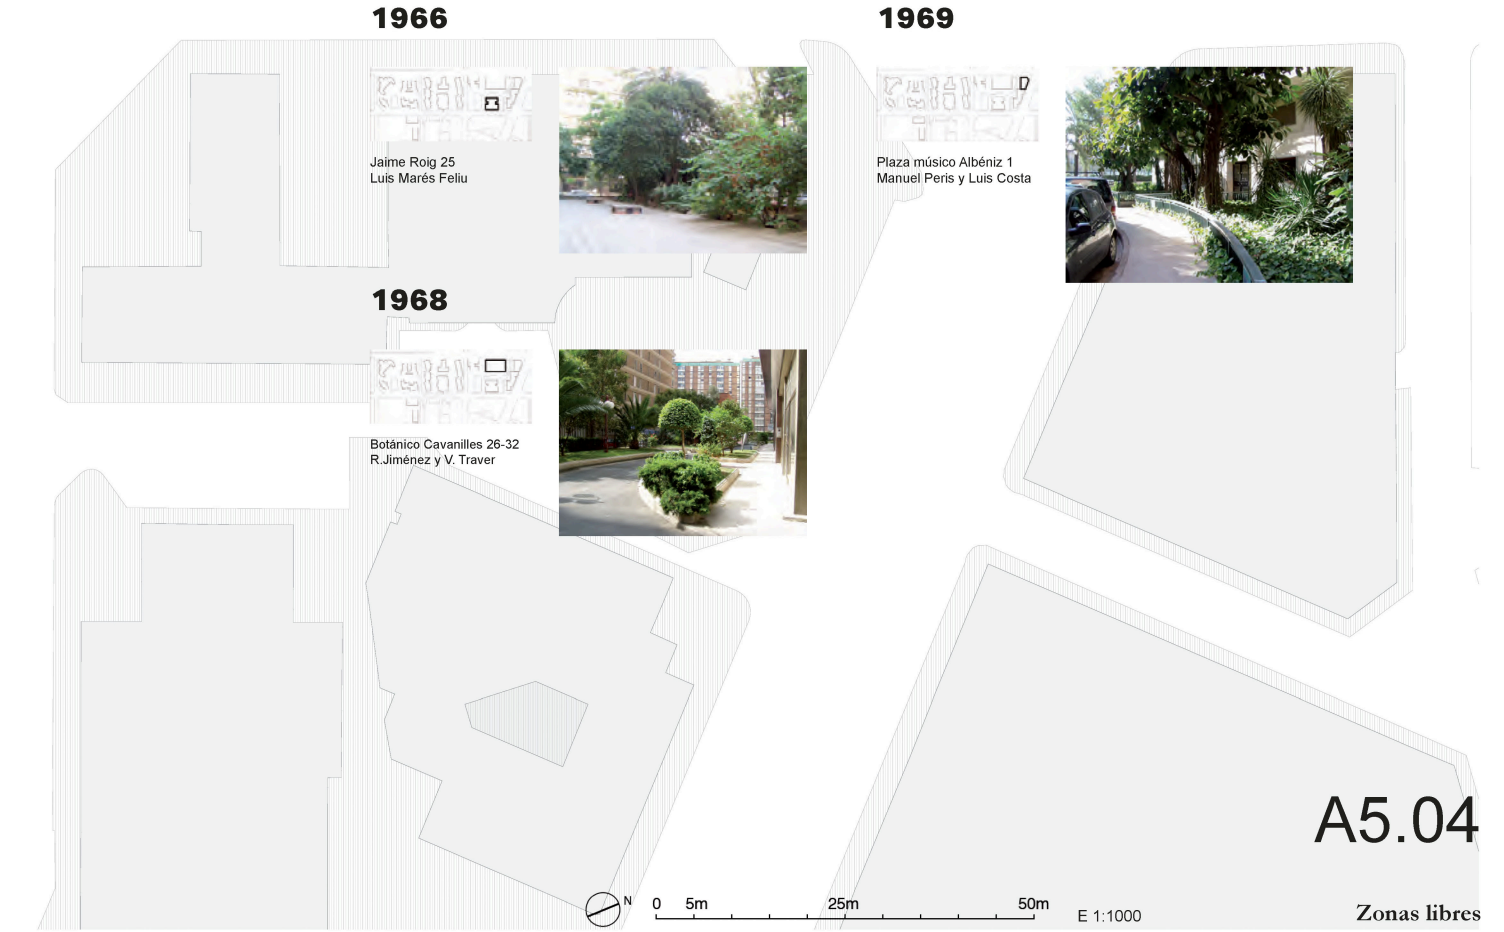 1966
Jaime Roig 25
Luis Marés Feliu
1968
Botánico Cavanilles 26-32
R.Jiménez y V. Traver
1969
Plaza músico Albéniz 1
Manuel Peris y Luis Costa
A5.04
N
0 5m 25m 50m
E 1:1000
Zonas libres